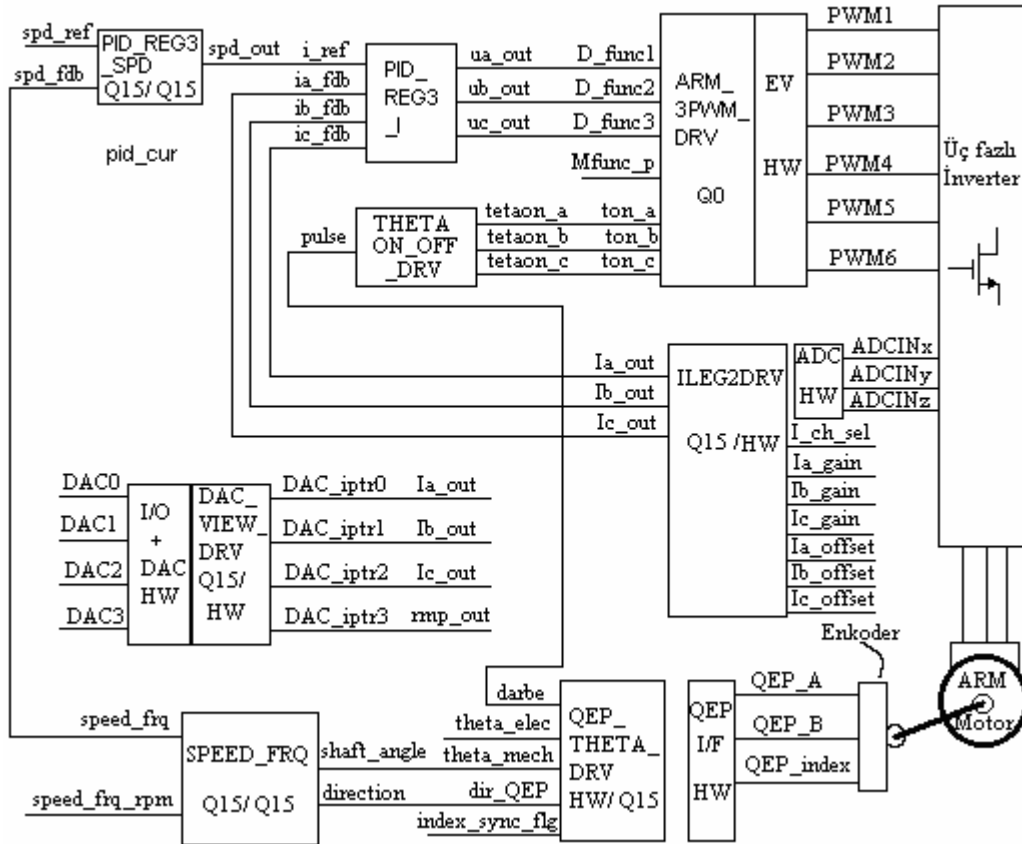 spd_ref
spd_fdb
PID_REG3
_SPD
Q15/ Q15
spd_out
pid_cur
i_ref
ia_fdb
ib_fdb
ic_fdb
PID_
REG3
_I
ua_out
ub_out
uc_out
D_func1
D_func2
D_func3
Mfunc_p
ARM_
3PWM_
DRV
Q0
EV
HW
PWM1
PWM2
PWM3
PWM4
PWM5
PWM6
Üç fazlı
İnverter
pulse
THETA
ON_OFF
_DRV
tetaon_a
tetaon_b
tetaon_c
ton_a
ton_b
ton_c
Ia_out
Ib_out
Ic_out
ILEG2DRV
Q15 /HW
ADC
HW
ADCINx
ADCINy
ADCINz
I_ch_sel
Ia_gain
Ib_gain
Ic_gain
Ia_offset
Ib_offset
Ic_offset
DAC0
DAC1
DAC2
DAC3
I/O
+
DAC
HW
DAC_
VIEW_
DRV
Q15/
HW
DAC_iptr0
DAC_iptr1
DAC_iptr2
DAC_iptr3
Ia_out
Ib_out
Ic_out
rmp_out
Enkoder
ARM
Motor
speed_frq
speed_frq_rpm
SPEED_FRQ
Q15/ Q15
shaft_angle
direction
darbe
theta_elec
theta_mech
dir_QEP
index_sync_flg
QEP_
THETA_
DRV
HW/ Q15
QEP
I/F
HW
QEP_A
QEP_B
QEP_index